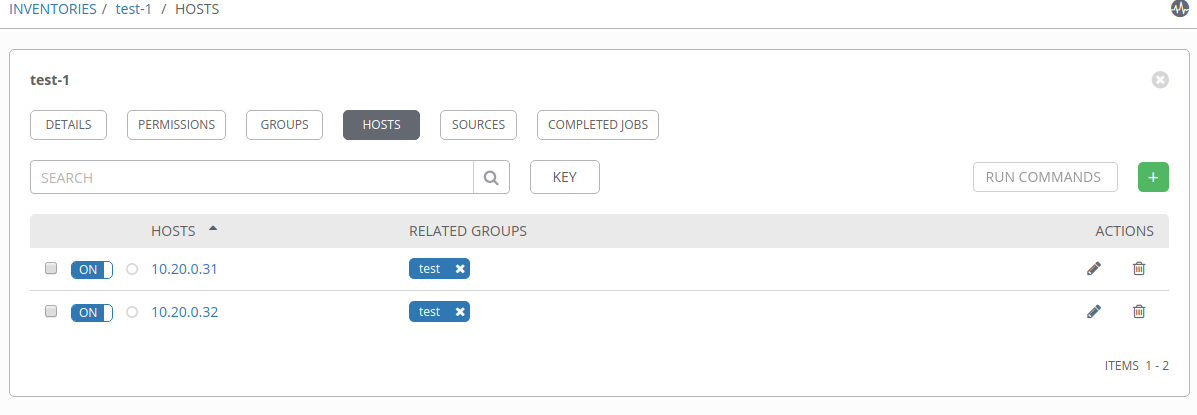 INVENTORIES / test-1 / HOSTS
test-1
DETAILS PERMISSIONS GROUPS HOSTS SOURCES COMPLETED JOBS
SEARCH KEY RUN COMMANDS +
HOSTS RELATED GROUPS ACTIONS
ON 10.20.0.31 test
ON 10.20.0.32 test
ITEMS 1 - 2